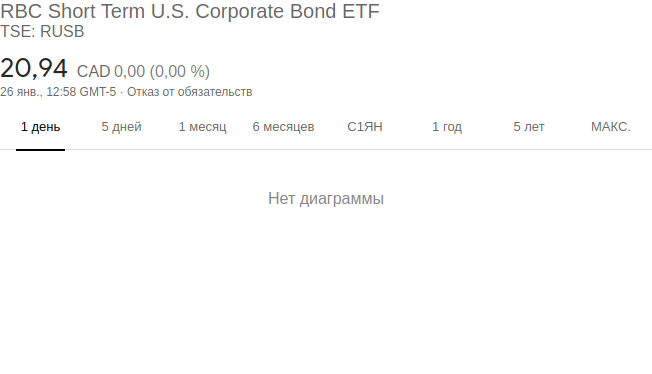 RBC Short Term U.S. Corporate Bond ETF
TSE: RUSB
20,94 CAD 0,00 (0,00 %)
26 янв., 12:58 GMT-5 · Отказ от обязательств
1 день 5 дней 1 месяц 6 месяцев С1ЯН 1 год 5 лет МАКС.
Нет диаграммы